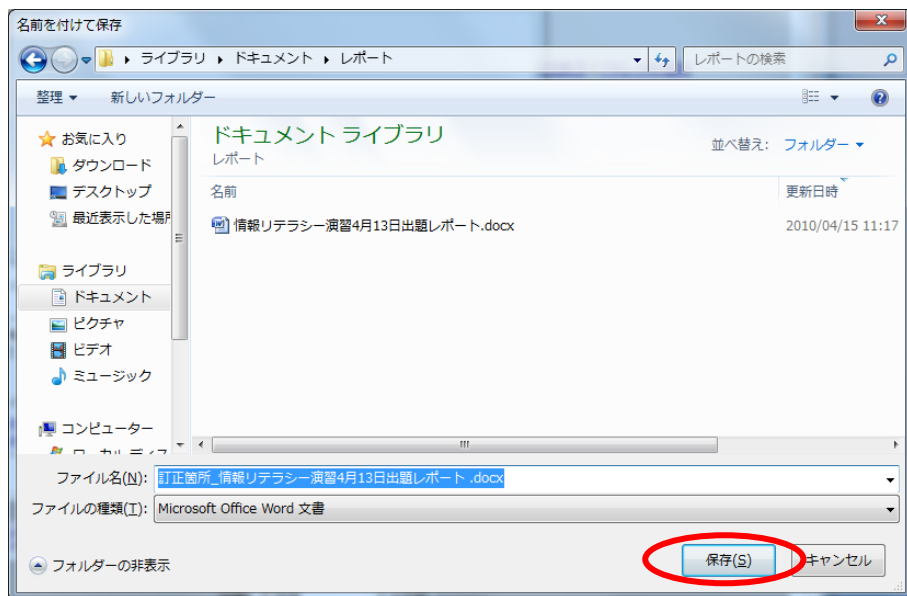 名前を付けて保存
ライブラリ ドキュメント レポート レポートの検索
整理 新しいフォルダー
お気に入り
ダウンロード
デスクトップ
最近表示した場所
ライブラリ
ドキュメント
ピクチャ
ビデオ
ミュージック
コンピューター
ドキュメント ライブラリ
レポート
並べ替え: フォルダー
名前 更新日時
情報リテラシー演習4月13日出題レポート.docx 2010/04/15 11:17
ファイル名(N): 訂正箇所_情報リテラシー演習4月13日出題レポート .docx
ファイルの種類(T): Microsoft Office Word 文書
フォルダーの非表示 保存(S) キャンセル